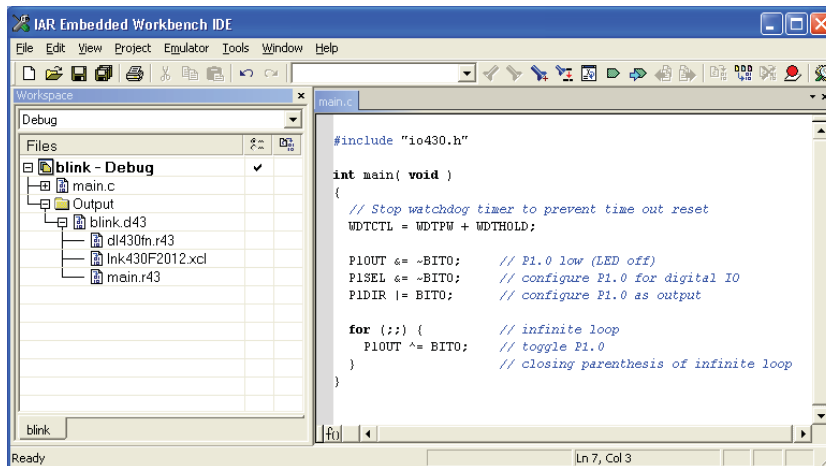 IAR Embedded Workbench IDE
File Edit View Project Emulator Tools Window Help
Workspace
Debug
Files
blink - Debug
main.c
Output
blink.d43
dl430fn.r43
lnk430F2012.xcl
main.r43
blink
main.c
#include "io430.h"
int main( void )
{
// Stop watchdog timer to prevent time out reset
WDTCTL = WDTPW + WDTHOLD;
P1OUT &= ~BIT0; // P1.0 low (LED off)
P1SEL &= ~BIT0; // configure P1.0 for digital IO
P1DIR |= BIT0; // configure P1.0 as output
for (;;) { // infinite loop
P1OUT ^= BIT0; // toggle P1.0
} // closing parenthesis of infinite loop
}
f()
Ready
Ln 7, Col 3